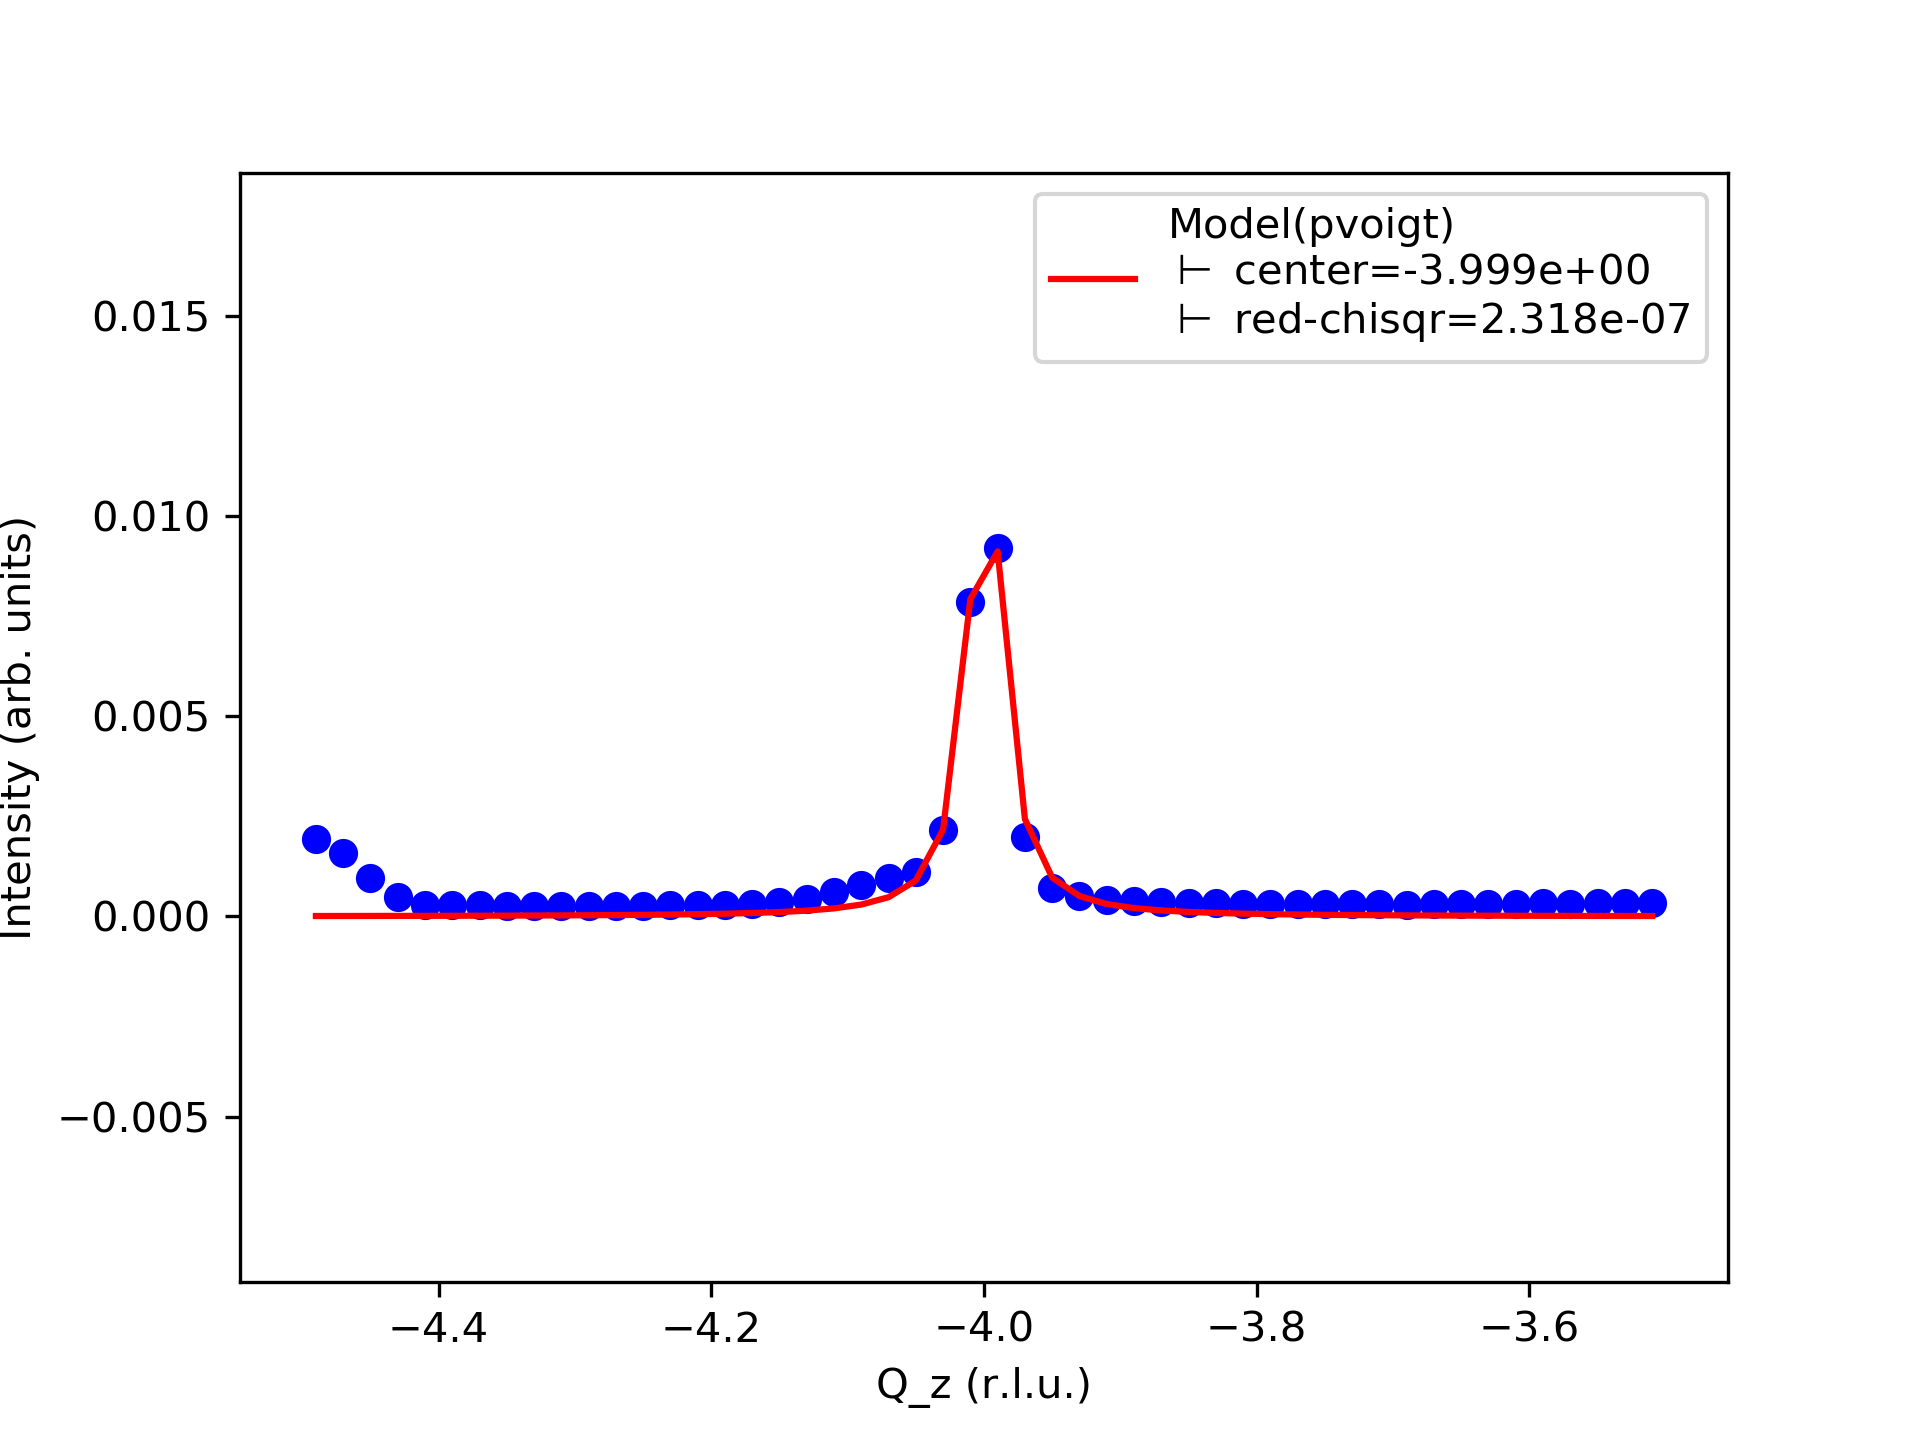 Model(pvoigt)
⊢ center=-3.999e+00
⊢ red-chisqr=2.318e-07
0.015
0.010
0.005
0.000
−0.005
Intensity (arb. units)
−4.4 −4.2 −4.0 −3.8 −3.6
Q_z (r.l.u.)